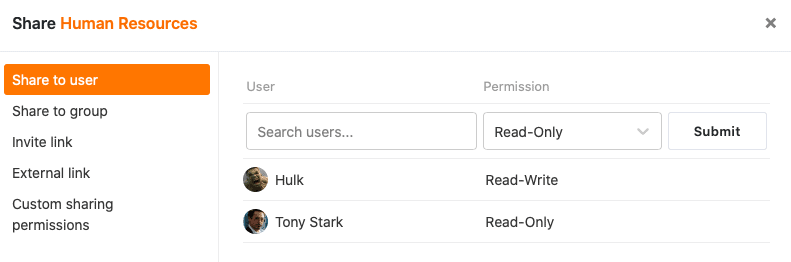 Share Human Resources
Share to user
Share to group
Invite link
External link
Custom sharing
permissions
User Permission
Search users... Read-Only Submit
Hulk Read-Write
Tony Stark Read-Only